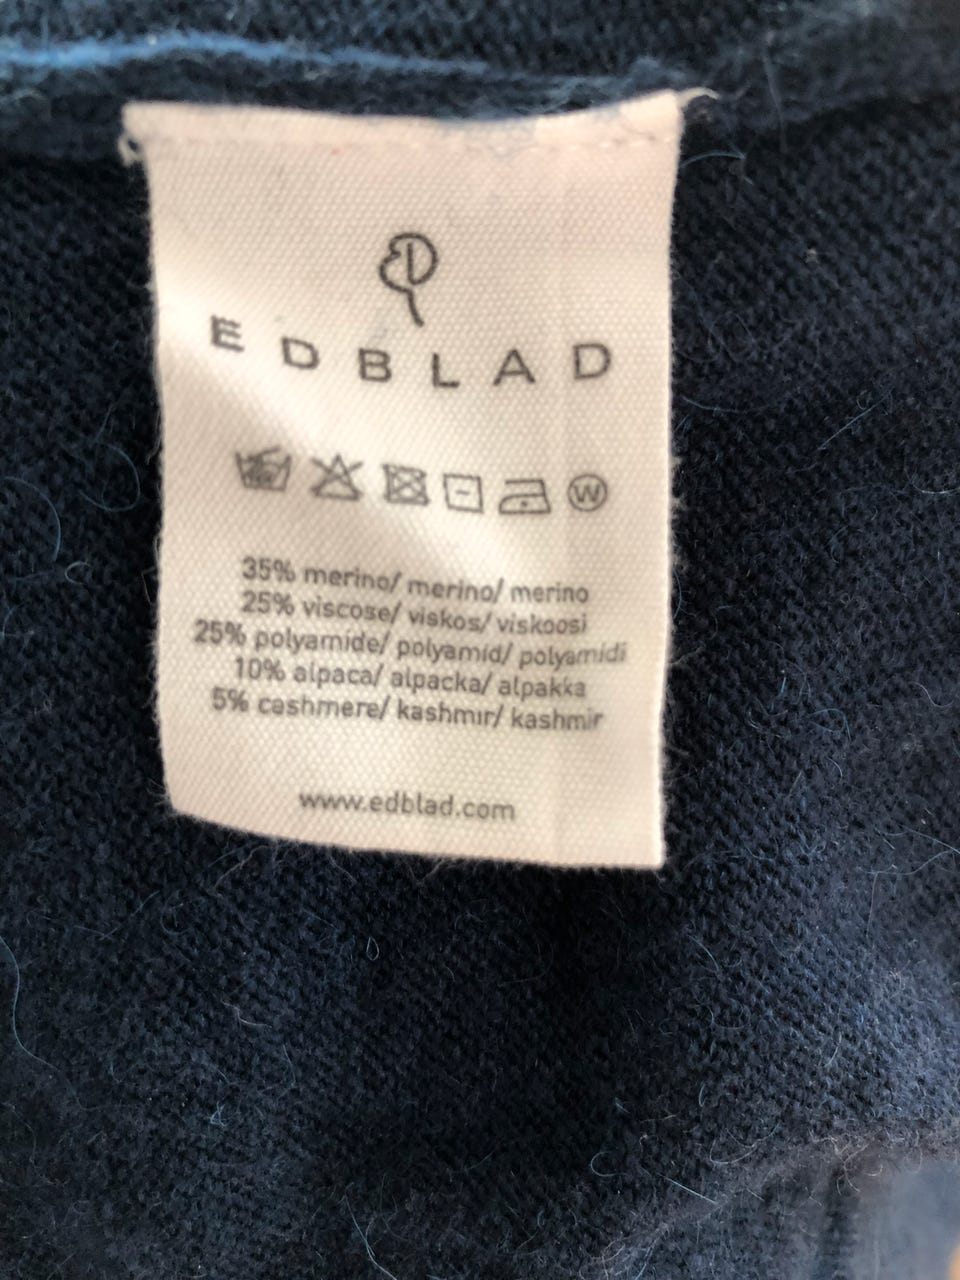 EDBLAD
W
35% merino/ merino/ merino
25% viscose/ viskos/ viskoosi
25% polyamide/ polyamid/ polyamidi
10% alpaca/ alpacka/ alpakka
5% cashmere/ kashmir/ kashmir
www.edblad.com